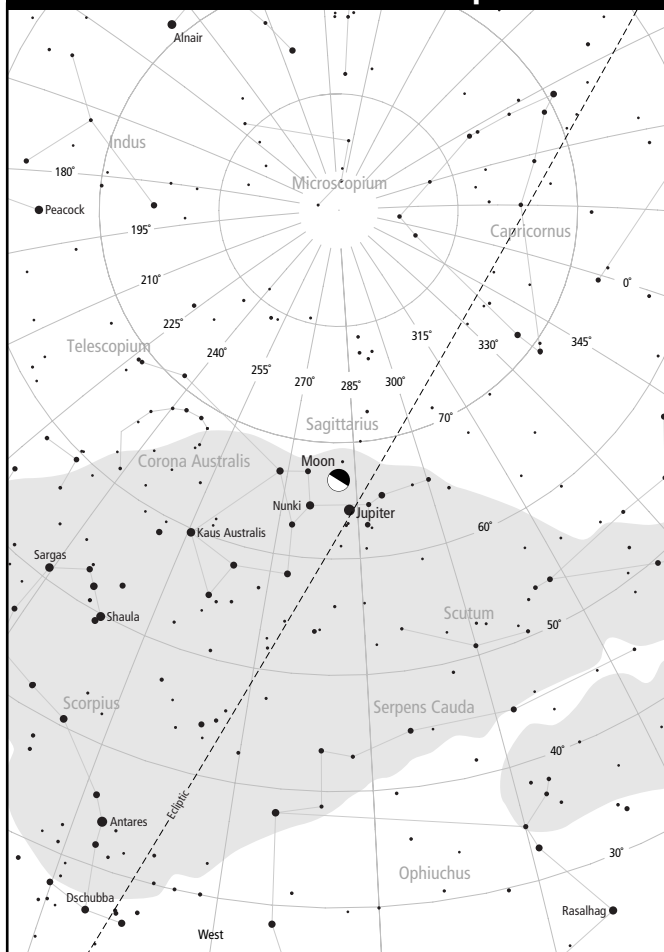 Alnair
Indus
180°
Microscopium
Peacock
195°
Capricornus
210°
0°
225°
Telescopium
240°
315°
330°
345°
255°
270°
285°
300°
70°
Sagittarius
Corona Australis
Moon
Nunki
Jupiter
60°
Kaus Australis
Sargas
Shaula
Scutum
50°
Scorpius
Serpens Cauda
40°
Ecliptic
Antares
30°
Ophiuchus
Dschubba
Rasalhag
West